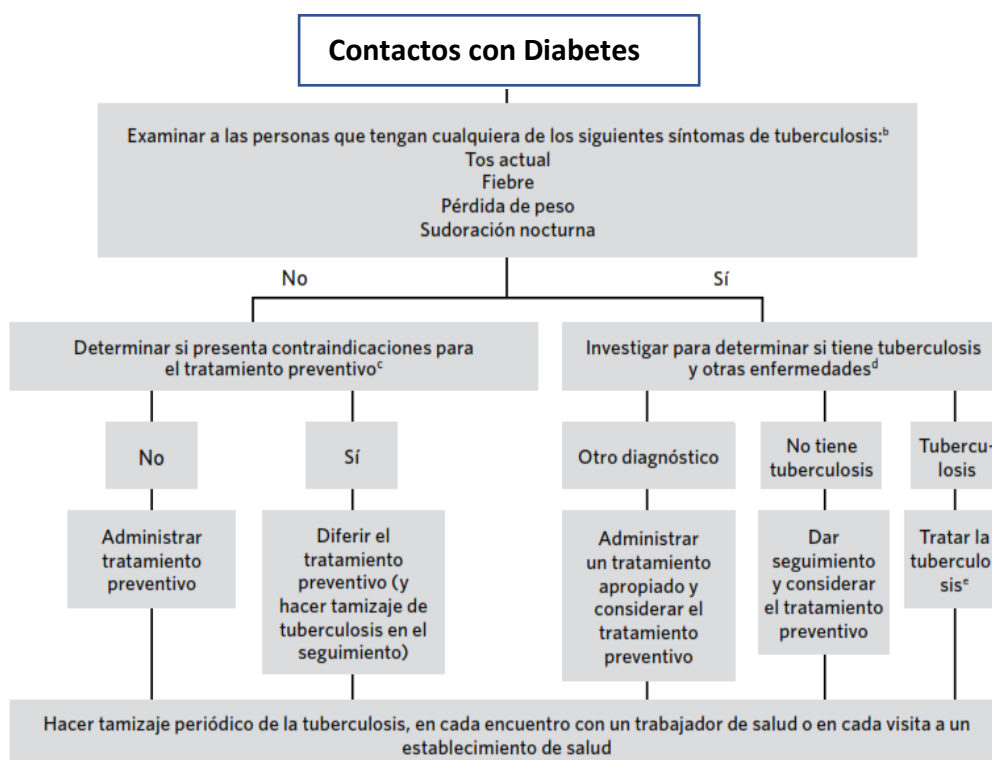 Contactos con Diabetes
Examinar a las personas que tengan cualquiera de los siguientes síntomas de tuberculosis:ᵇ
Tos actual
Fiebre
Pérdida de peso
Sudoración nocturna
No
Sí
Determinar si presenta contraindicaciones para
el tratamiento preventivoᶜ
Investigar para determinar si tiene tuberculosis
y otras enfermedadesᵈ
No
Sí
Otro diagnóstico
No tiene
tuberculosis
Tubercu-
losis
Administrar
tratamiento
preventivo
Diferir el
tratamiento
preventivo (y
hacer tamizaje de
tuberculosis en el
seguimiento)
Administrar
un tratamiento
apropiado y
considerar el
tratamiento
preventivo
Dar
seguimiento
y considerar
el tratamiento
preventivo
Tratar la
tuberculo
sisᵉ
Hacer tamizaje periódico de la tuberculosis, en cada encuentro con un trabajador de salud o en cada visita a un
establecimiento de salud